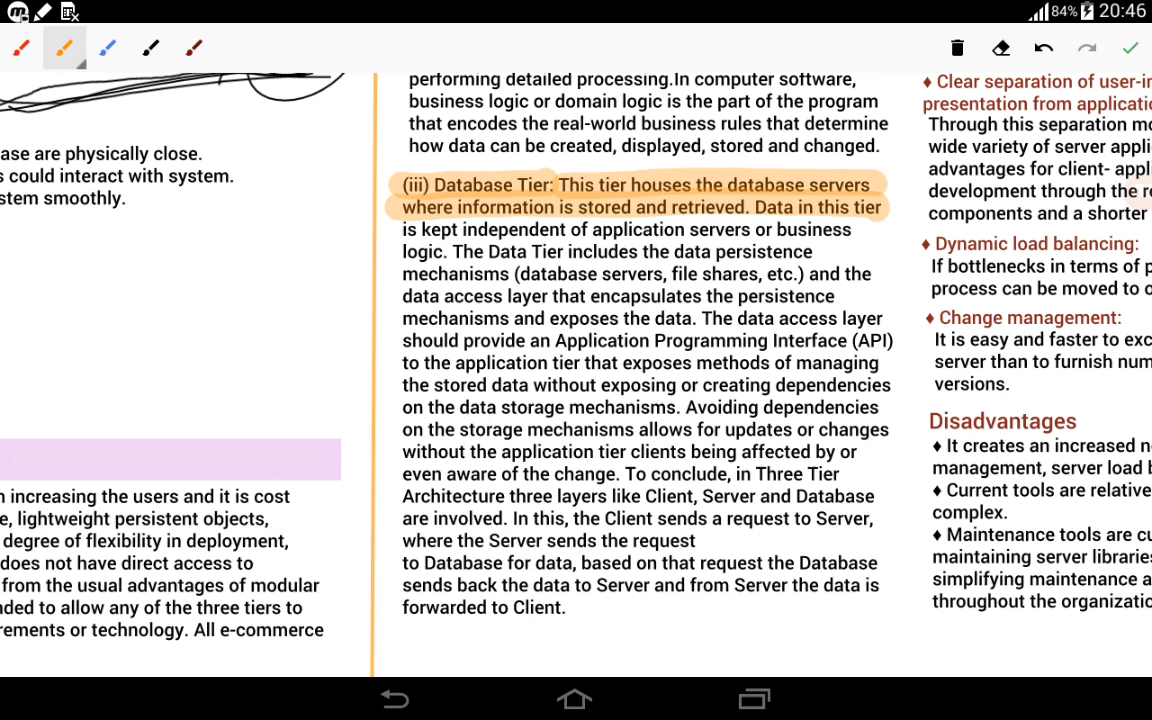 84%
20:46
ase are physically close.
s could interact with system.
stem smoothly.
n increasing the users and it is cost
e, lightweight persistent objects,
degree of flexibility in deployment,
does not have direct access to
from the usual advantages of modular
nded to allow any of the three tiers to
rements or technology. All e-commerce
performing detailed processing.In computer software,
business logic or domain logic is the part of the program
that encodes the real-world business rules that determine
how data can be created, displayed, stored and changed.
(iii) Database Tier: This tier houses the database servers
where information is stored and retrieved. Data in this tier
is kept independent of application servers or business
logic. The Data Tier includes the data persistence
mechanisms (database servers, file shares, etc.) and the
data access layer that encapsulates the persistence
mechanisms and exposes the data. The data access layer
should provide an Application Programming Interface (API)
to the application tier that exposes methods of managing
the stored data without exposing or creating dependencies
on the data storage mechanisms. Avoiding dependencies
on the storage mechanisms allows for updates or changes
without the application tier clients being affected by or
even aware of the change. To conclude, in Three Tier
Architecture three layers like Client, Server and Database
are involved. In this, the Client sends a request to Server,
where the Server sends the request
to Database for data, based on that request the Database
sends back the data to Server and from Server the data is
forwarded to Client.
♦ Clear separation of user-in
presentation from applicatio
Through this separation mo
wide variety of server appli
advantages for client- appl
development through the re
components and a shorter
♦ Dynamic load balancing:
If bottlenecks in terms of p
process can be moved to o
♦ Change management:
It is easy and faster to exc
server than to furnish num
versions.
Disadvantages
♦ It creates an increased n
management, server load b
♦ Current tools are relative
complex.
♦ Maintenance tools are cu
maintaining server libraries
simplifying maintenance a
throughout the organizatio